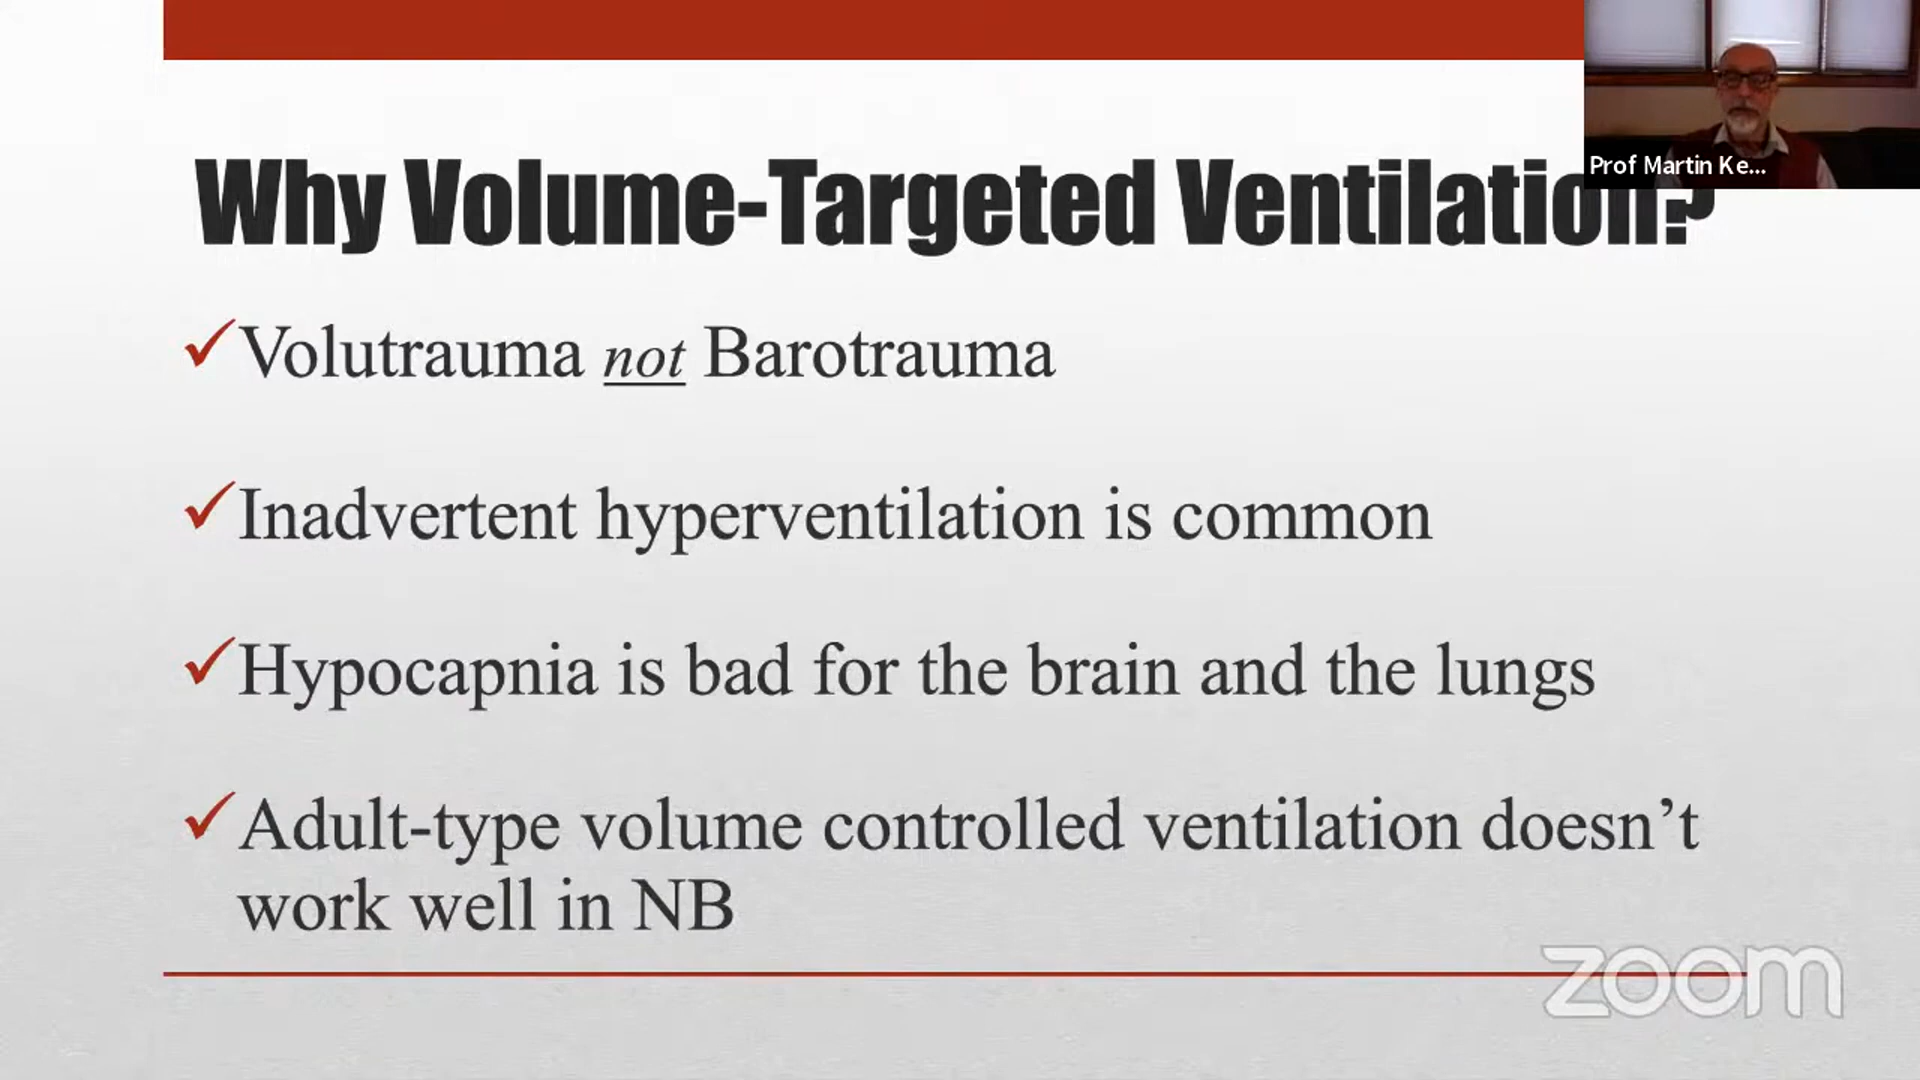 Prof Martin Ke...
Why Volume-Targeted Ventilation?
Volutrauma not Barotrauma
Inadvertent hyperventilation is common
Hypocapnia is bad for the brain and the lungs
Adult-type volume controlled ventilation doesn’t
work well in NB
zoom